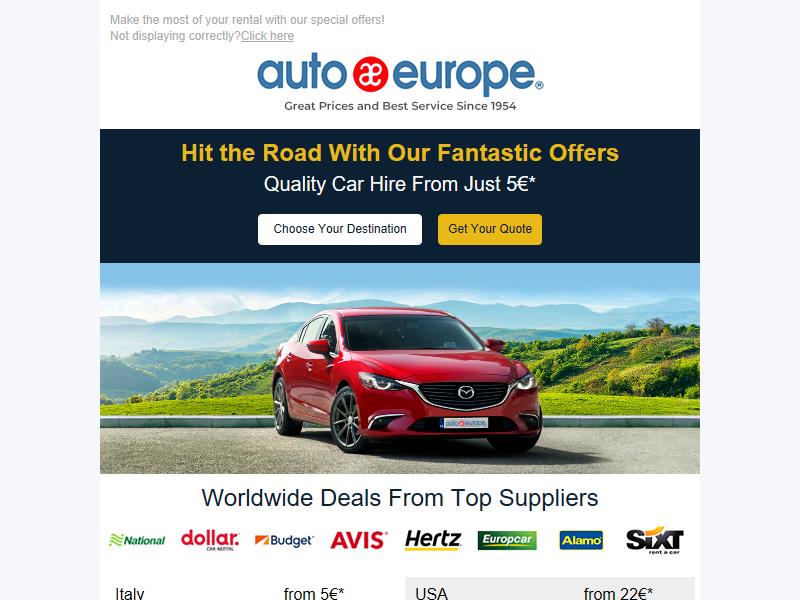 Make the most of your rental with our special offers!
Not displaying correctly?Click here
auto æ europe®
Great Prices and Best Service Since 1954
Hit the Road With Our Fantastic Offers
Quality Car Hire From Just 5€*
Choose Your Destination
Get Your Quote
auto æ europe
Worldwide Deals From Top Suppliers
National
dollar.
CAR RENTAL
Budget
AVIS
Hertz
Europcar
Alamo
SiXT
rent a car
Italy from 5€* USA from 22€*